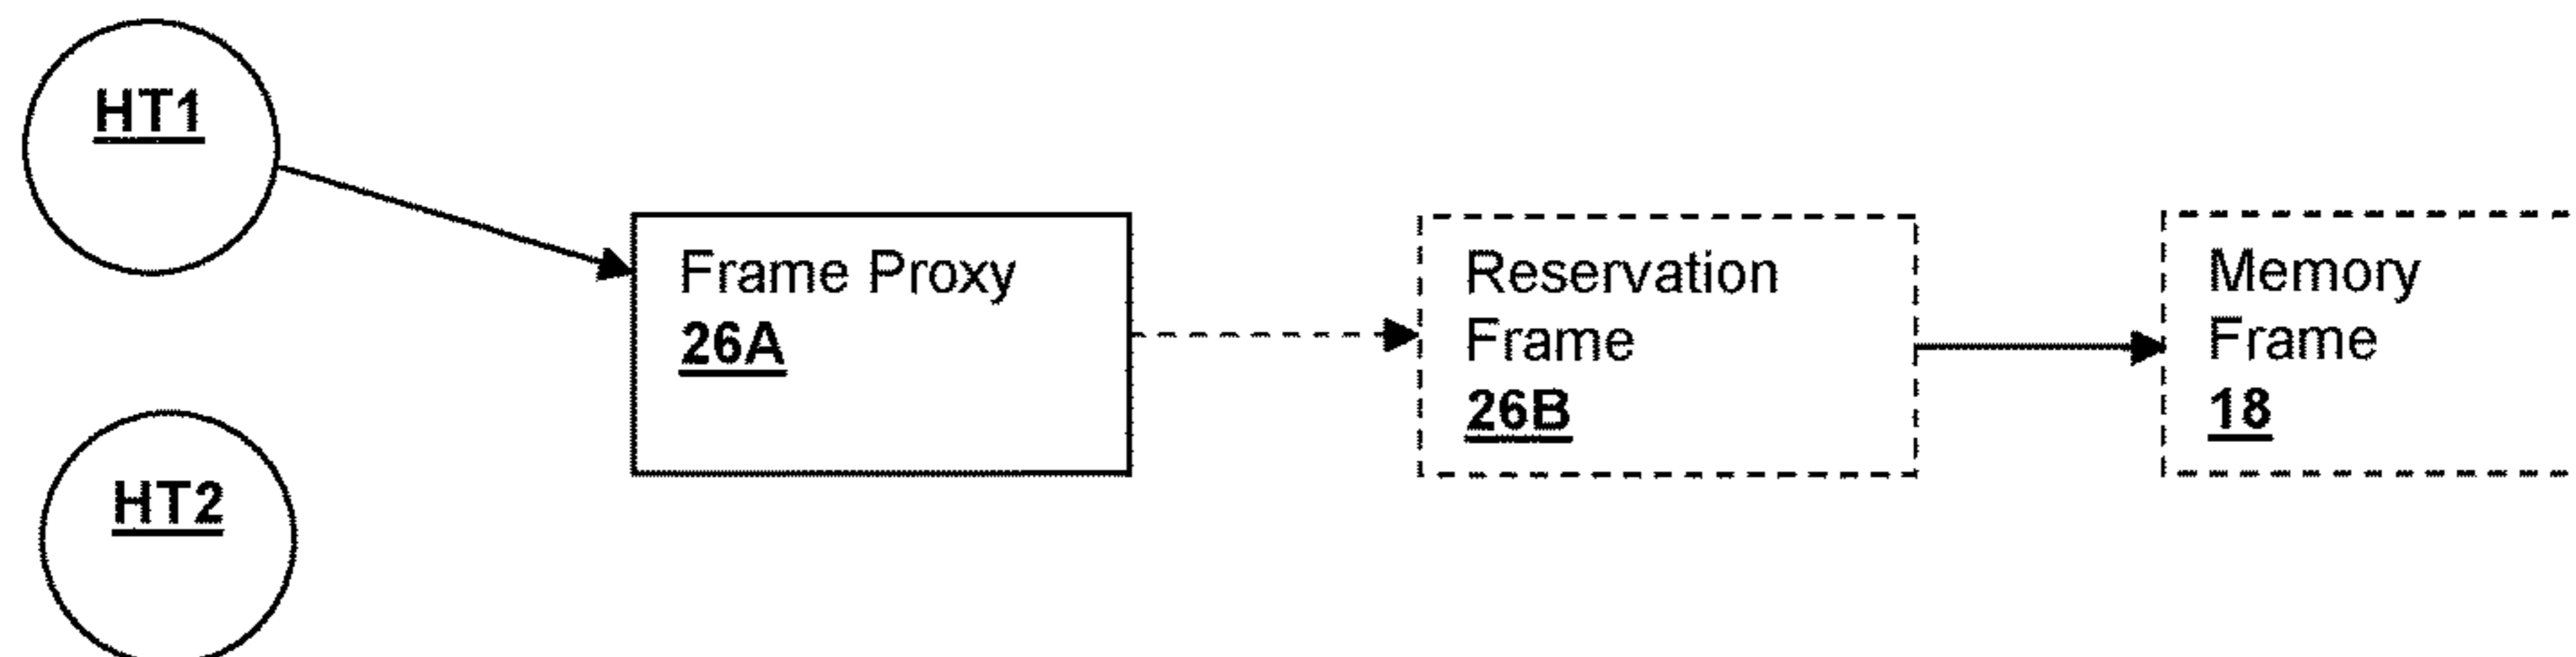 HT1
Frame Proxy
26A
Reservation
Frame
26B
Memory
Frame
18
HT2